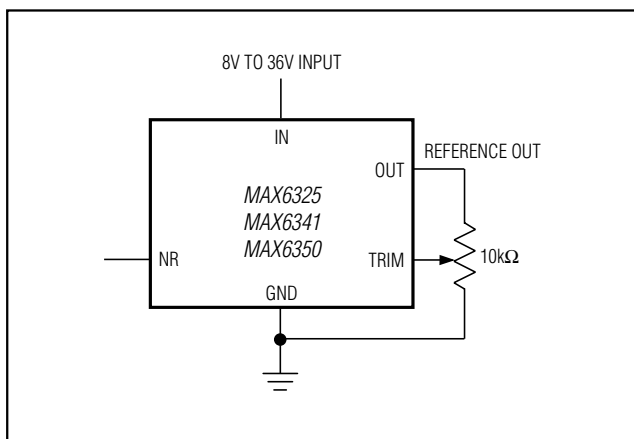 8V TO 36V INPUT
IN
REFERENCE OUT
OUT
MAX6325
MAX6341
MAX6350
NR
TRIM
10kΩ
GND